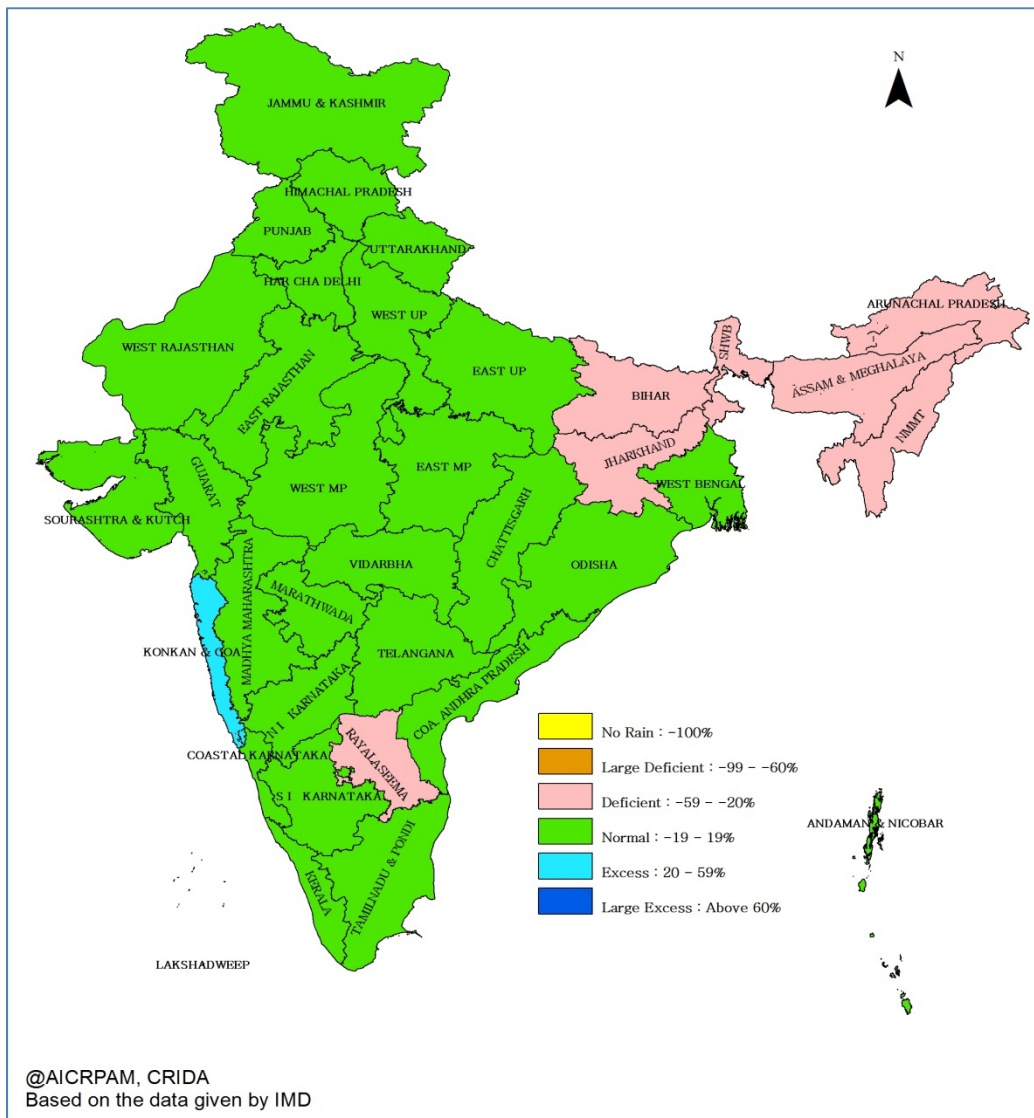 N
JAMMU & KASHMIR
HIMACHAL PRADESH
PUNJAB
UTTARAKHAND
HAR CHA DELHI
ARUNACHAL PRADESH
WEST UP
WEST RAJASTHAN
SHWB
EAST RAJASTHAN
EAST UP
ASSAM & MEGHALAYA
BIHAR
NMMT
JHARKHAND
GUJARAT
EAST MP
WEST MP
WEST BENGAL
SOURASHTRA & KUTCH
CHATTISGARH
VIDARBHA
ODISHA
MARATHWADA
MADHYA MAHARASHTRA
KONKAN & GOA
TELANGANA
N I KARNATAKA
COA. ANDHRA PRADESH
COASTAL KARNATAKA
RAYALASEEMA
S I KARNATAKA
ANDAMAN & NICOBAR
KERALA
TAMILNADU & PONDI
LAKSHADWEEP
No Rain : -100%
Large Deficient : -99 - -60%
Deficient : -59 - -20%
Normal : -19 - 19%
Excess : 20 - 59%
Large Excess : Above 60%
@AICRPAM, CRIDA
Based on the data given by IMD